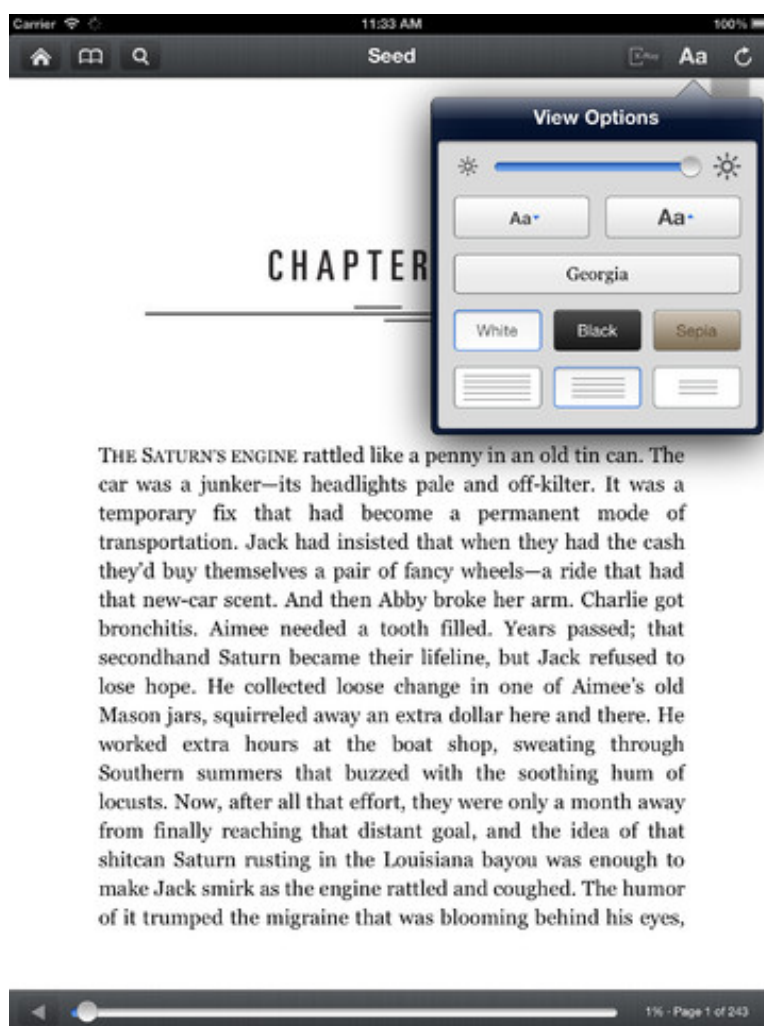 Carrier 11:33 AM 100%
Seed Aa
View Options
Aa Aa
Georgia
White Black Sepia
CHAPTER
THE SATURN'S ENGINE rattled like a penny in an old tin can. The
car was a junker—its headlights pale and off-kilter. It was a
temporary fix that had become a permanent mode of
transportation. Jack had insisted that when they had the cash
they'd buy themselves a pair of fancy wheels—a ride that had
that new-car scent. And then Abby broke her arm. Charlie got
bronchitis. Aimee needed a tooth filled. Years passed; that
secondhand Saturn became their lifeline, but Jack refused to
lose hope. He collected loose change in one of Aimee's old
Mason jars, squirreled away an extra dollar here and there. He
worked extra hours at the boat shop, sweating through
Southern summers that buzzed with the soothing hum of
locusts. Now, after all that effort, they were only a month away
from finally reaching that distant goal, and the idea of that
shitcan Saturn rusting in the Louisiana bayou was enough to
make Jack smirk as the engine rattled and coughed. The humor
of it trumped the migraine that was blooming behind his eyes,
1% - Page 1 of 243